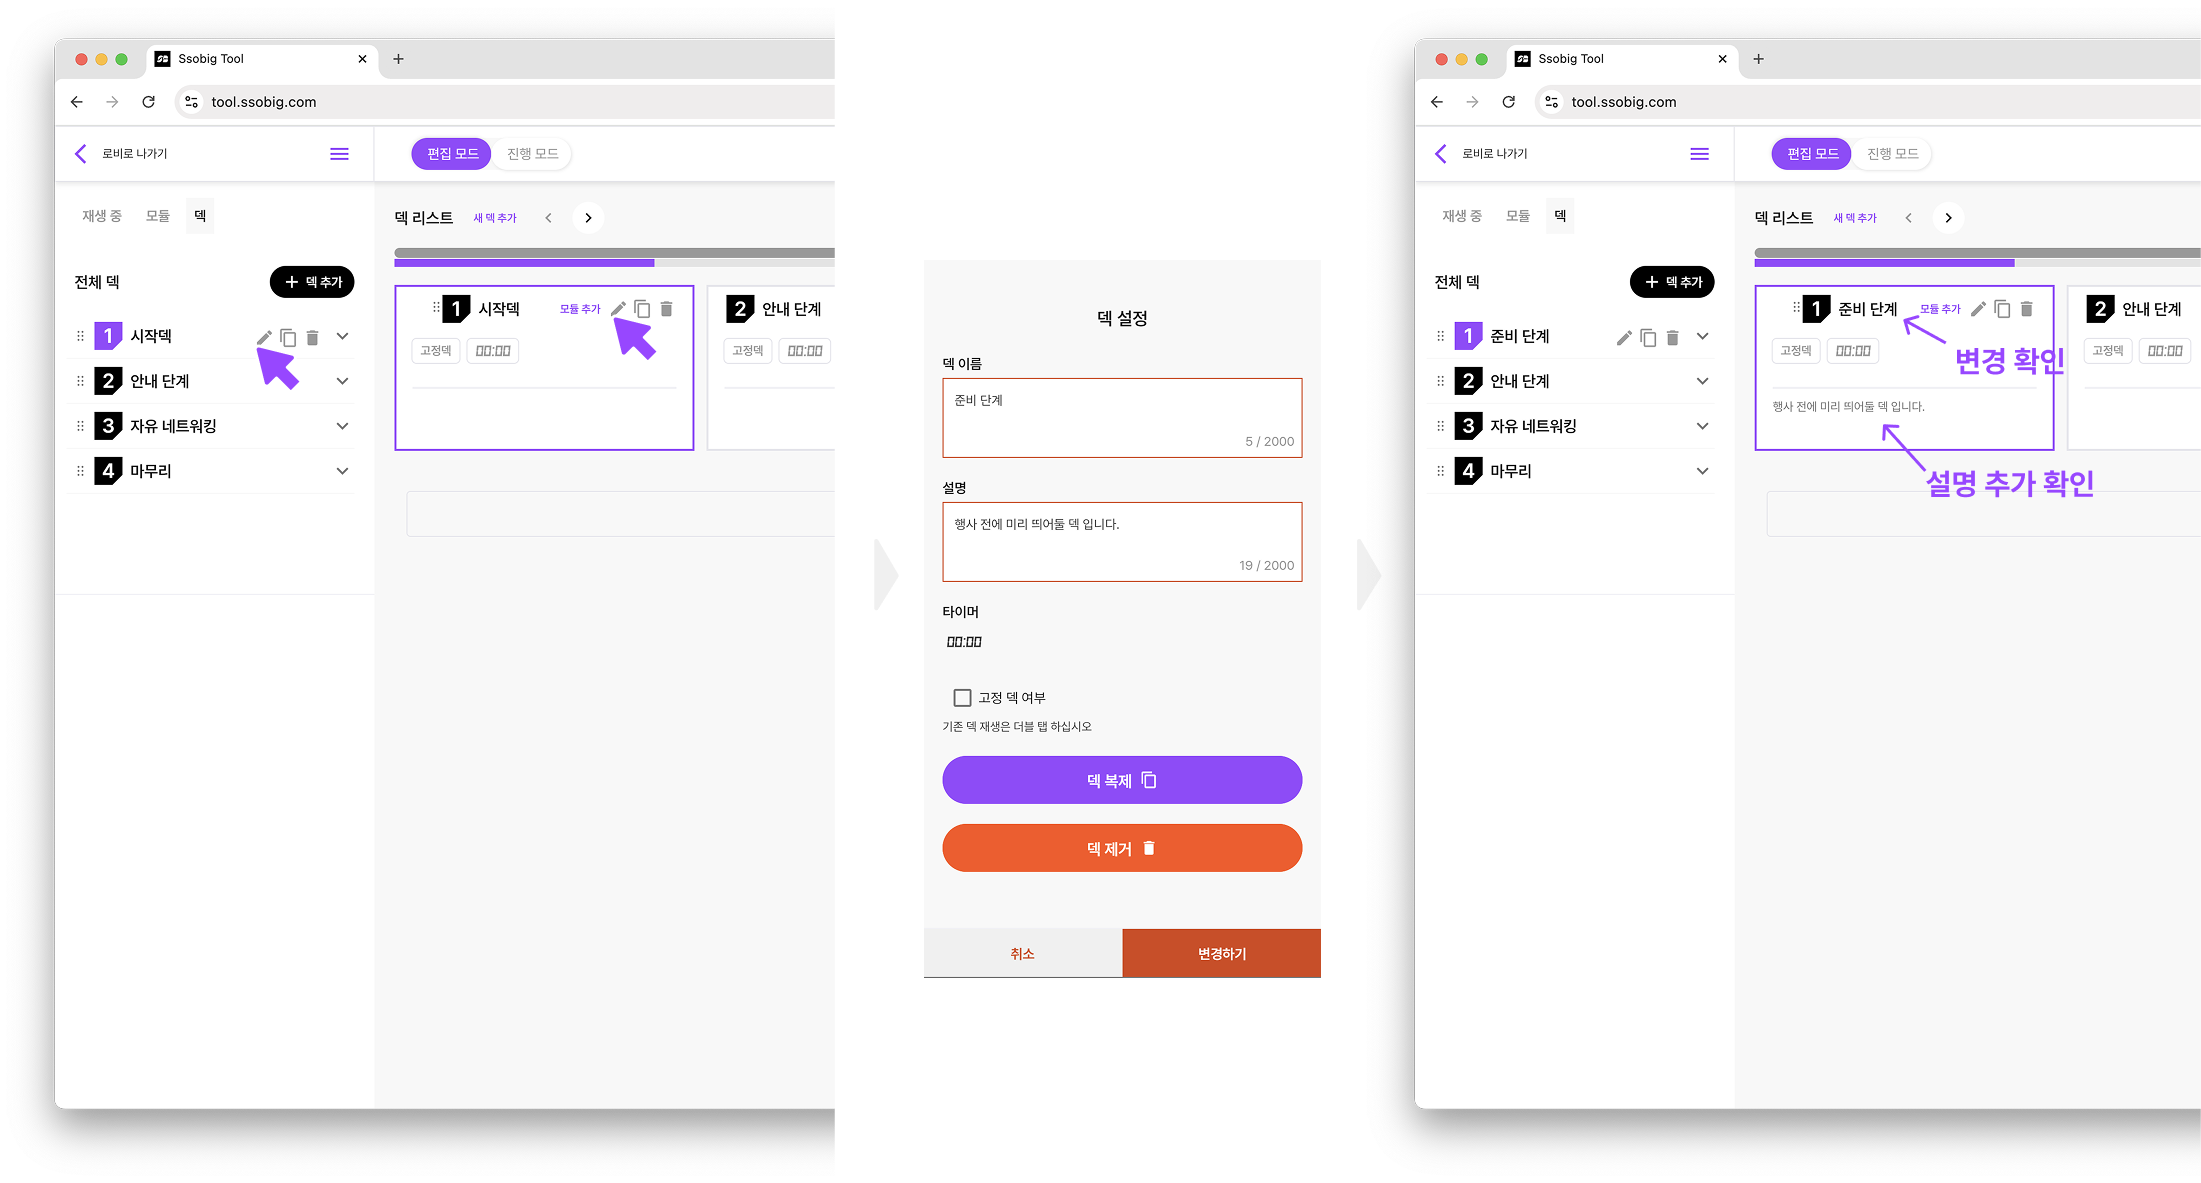 Ssobig Tool
tool.ssobig.com
로비로 나가기
편집 모드 진행 모드
재생 중 모듈 덱
전체 덱
덱 추가
1 시작덱
2 안내 단계
3 자유 네트워킹
4 마무리
덱 리스트 새 덱 추가
1 시작덱 모듈 추가
고정덱 00:00
2 안내 단계
고정덱 00:00
덱 설정
덱 이름
준비 단계
5 / 2000
설명
행사 전에 미리 띄어둘 덱 입니다.
19 / 2000
타이머
00:00
고정 덱 여부
기존 덱 재생은 더블 탭 하십시오
덱 복제
덱 제거
취소
변경하기
Ssobig Tool
tool.ssobig.com
로비로 나가기
편집 모드 진행 모드
재생 중 모듈 덱
전체 덱
덱 추가
1 준비 단계
2 안내 단계
3 자유 네트워킹
4 마무리
덱 리스트 새 덱 추가
1 준비 단계 모듈 추가
고정덱 00:00
변경 확인
행사 전에 미리 띄어둘 덱 입니다.
설명 추가 확인
2 안내 단계
고정덱 00:00